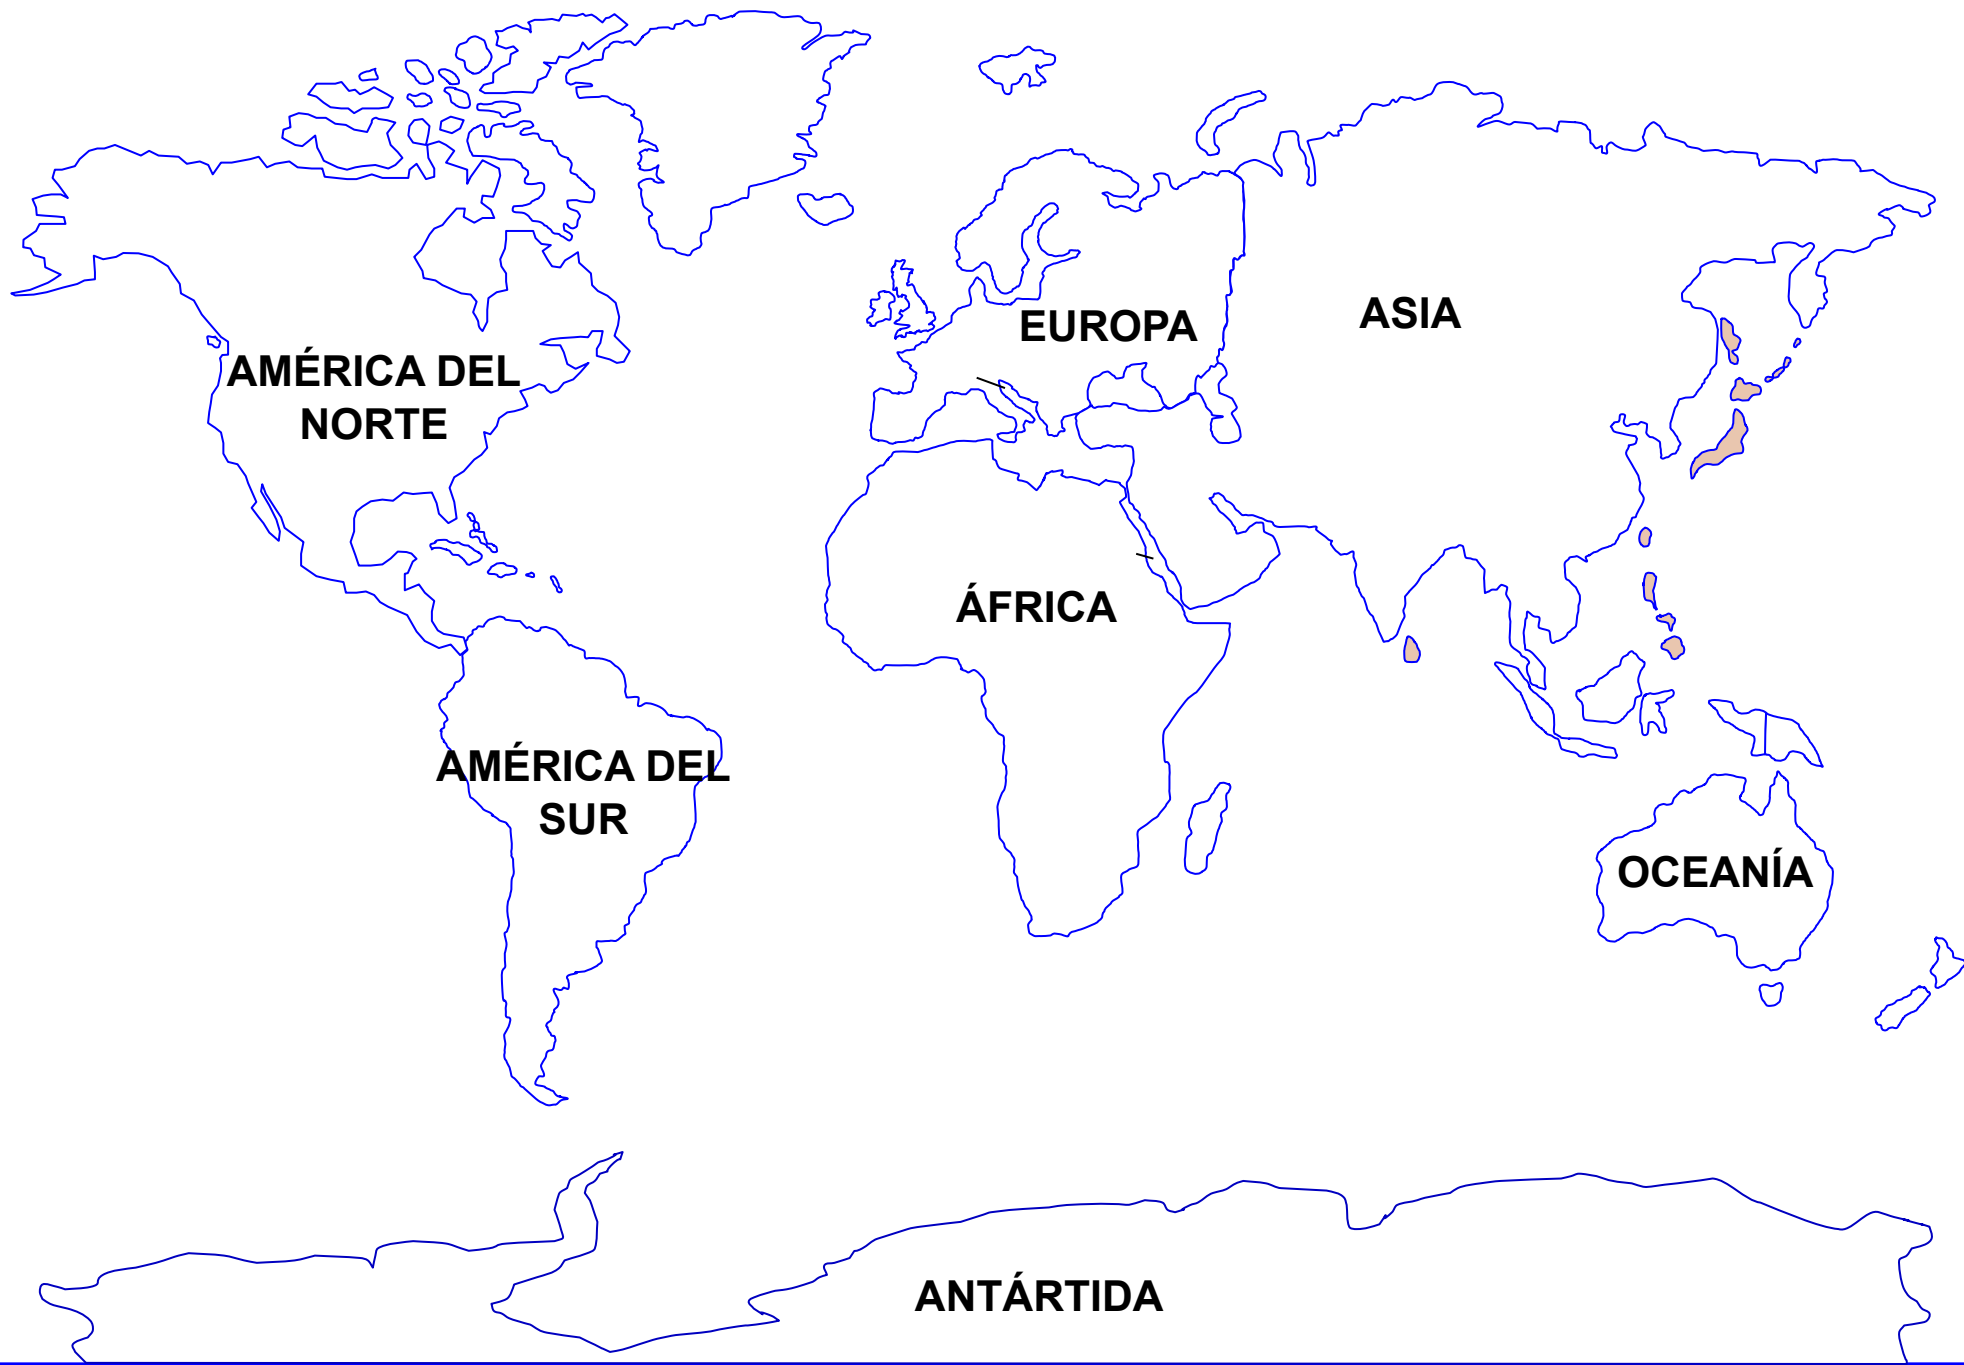 EUROPA
ASIA
AMÉRICA DEL
NORTE
ÁFRICA
AMÉRICA DEL
SUR
OCEANÍA
ANTÁRTIDA